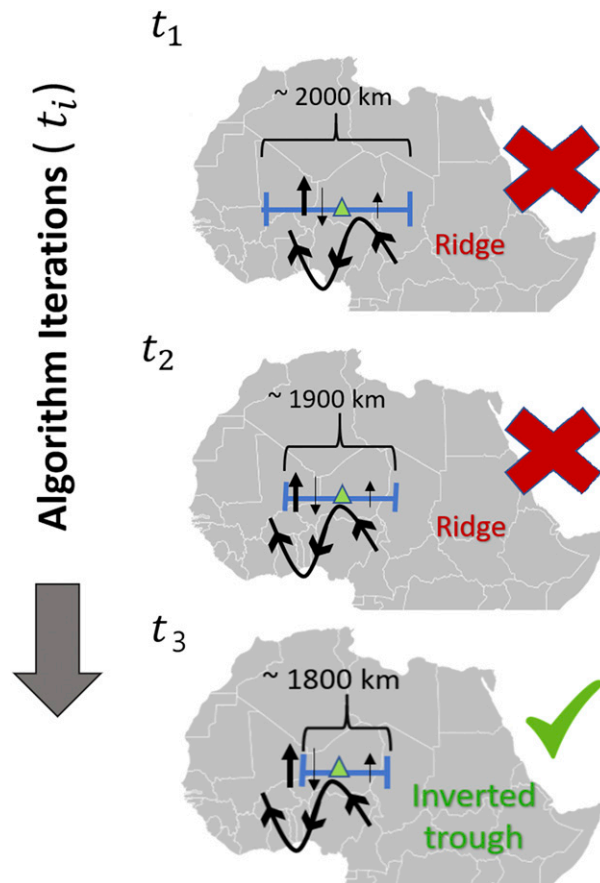 t₁
~ 2000 km
Ridge
Algorithm Iterations ( tᵢ)
t₂
~ 1900 km
Ridge
t₃
~ 1800 km
Inverted
trough